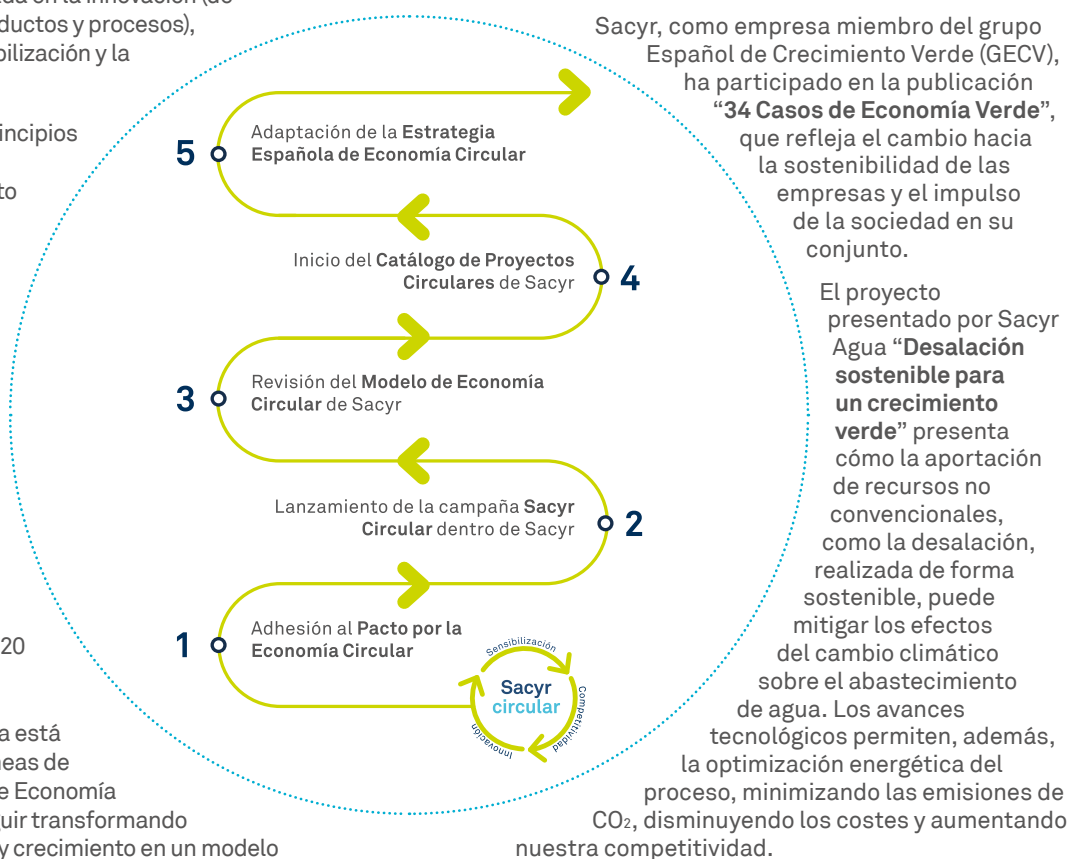 ada en la innovación (de
ductos y procesos),
bilización y la
incipios
to
20
a está
neas de
e Economía
guir transformando
y crecimiento en un modelo
5
Adaptación de la Estrategia
Española de Economía Circular
Inicio del Catálogo de Proyectos
Circulares de Sacyr
4
3
Revisión del Modelo de Economía
Circular de Sacyr
Lanzamiento de la campaña Sacyr
Circular dentro de Sacyr
2
1
Adhesión al Pacto por la
Economía Circular
Sensibilización
Competitividad
Innovación
Sacyr
circular
Sacyr, como empresa miembro del grupo
Español de Crecimiento Verde (GECV),
ha participado en la publicación
“34 Casos de Economía Verde”,
que refleja el cambio hacia
la sostenibilidad de las
empresas y el impulso
de la sociedad en su
conjunto.
El proyecto
presentado por Sacyr
Agua “Desalación
sostenible para
un crecimiento
verde” presenta
cómo la aportación
de recursos no
convencionales,
como la desalación,
realizada de forma
sostenible, puede
mitigar los efectos
del cambio climático
sobre el abastecimiento
de agua. Los avances
tecnológicos permiten, además,
la optimización energética del
proceso, minimizando las emisiones de
CO₂, disminuyendo los costes y aumentando
nuestra competitividad.